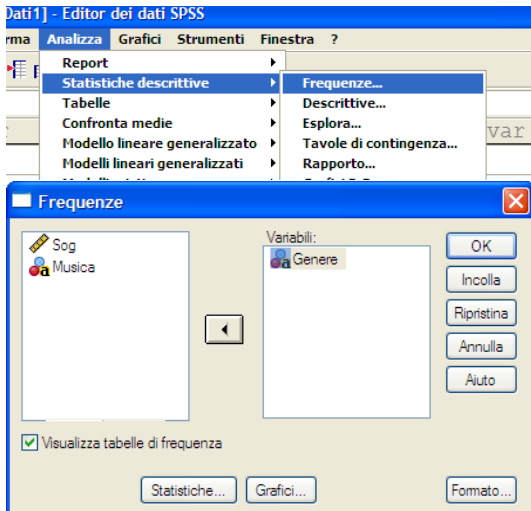 Dati1] - Editor dei dati SPSS
rma Analizza Grafici Strumenti Finestra ?
Report
Statistiche descrittive
Tabelle
Confronta medie
Modello lineare generalizzato
Modelli lineari generalizzati
Frequenze...
Descrittive...
Esplora...
Tavole di contingenza...
Rapporto...
var
Frequenze
Sog
Musica
Variabili:
Genere
OK
Incolla
Ripristina
Annulla
Aiuto
Visualizza tabelle di frequenza
Statistiche... Grafici... Formato...